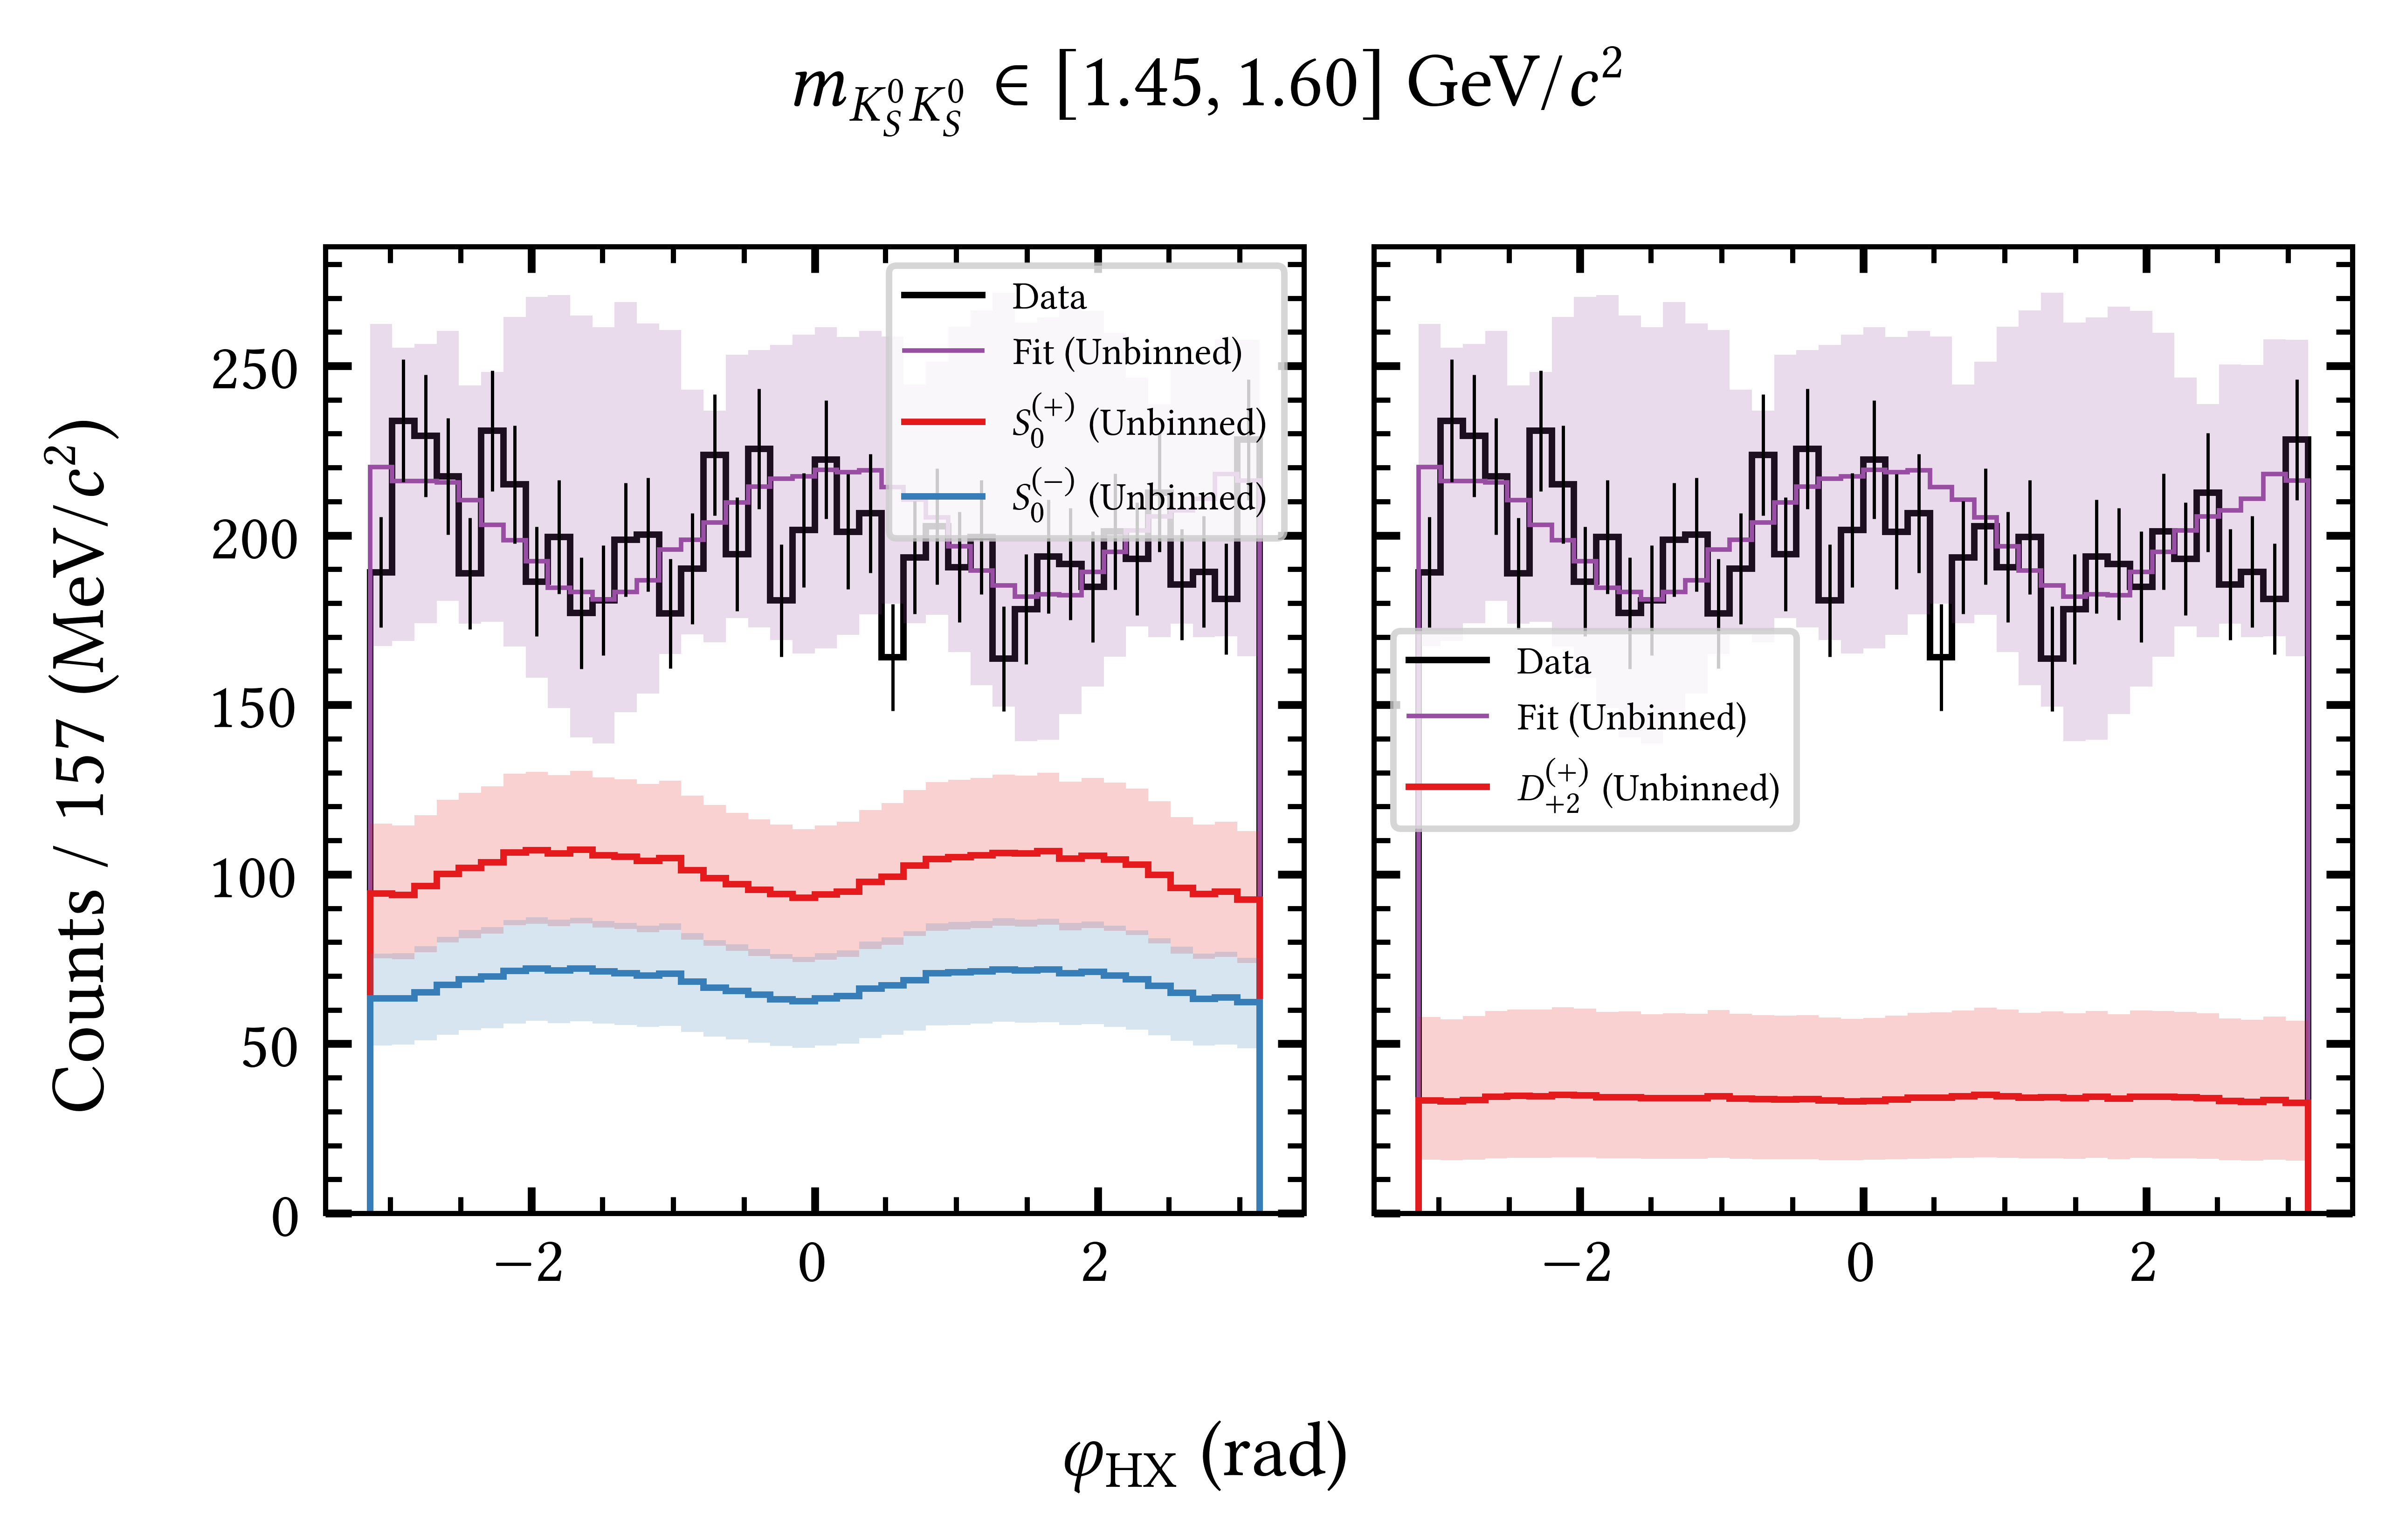 m_{K_S^0 K_S^0} ∈ [1.45, 1.60] GeV/c²
Counts / 157 (MeV/c²)
250
200
150
100
50
0
Data
Fit (Unbinned)
S_0^{(+)} (Unbinned)
S_0^{(−)} (Unbinned)
−2 0 2
Data
Fit (Unbinned)
D_{+2}^{(+)} (Unbinned)
−2 0 2
φ_{HX} (rad)